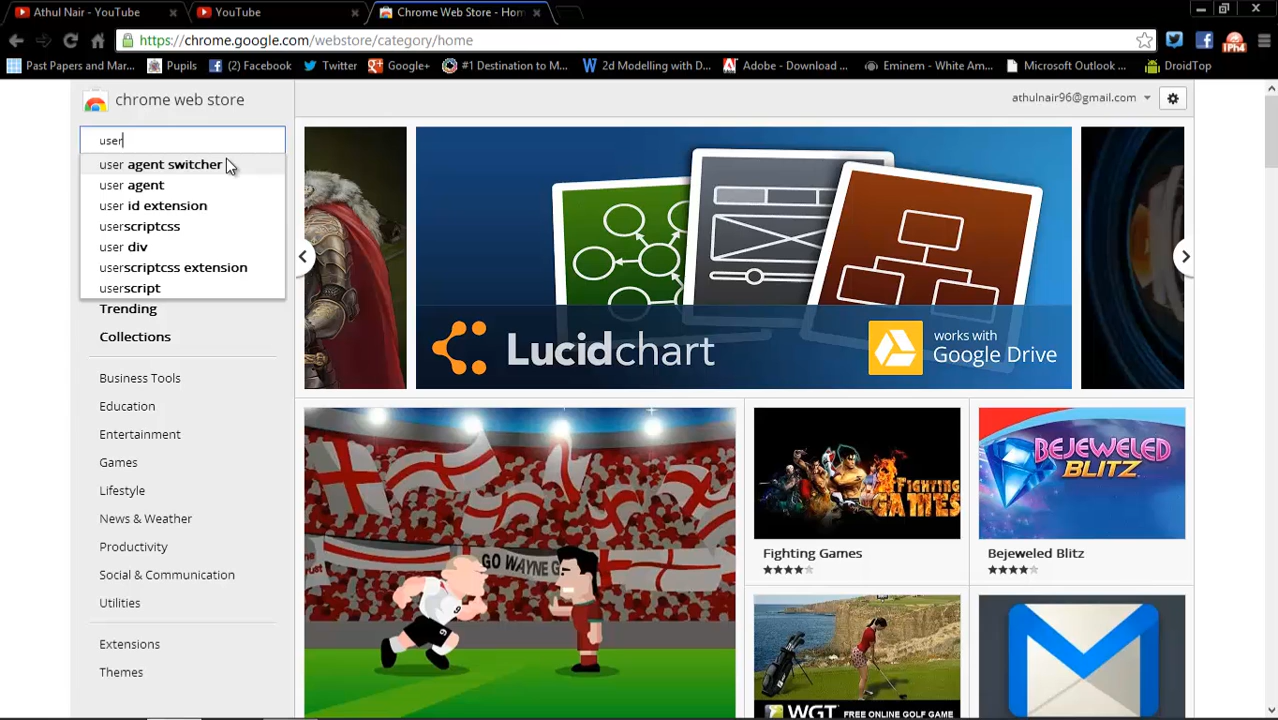 Athul Nair - YouTube
YouTube
Chrome Web Store - Hom
https://chrome.google.com/webstore/category/home
1Ph4
Past Papers and Mar...
Pupils
(2) Facebook
Twitter
Google+
#1 Destination to M...
2d Modelling with D...
Adobe - Download ...
Eminem - White Am...
Microsoft Outlook ...
DroidTop
chrome web store
athulnair96@gmail.com
user
user agent switcher
user agent
user id extension
userscriptcss
user div
userscriptcss extension
userscript
Trending
Collections
Business Tools
Education
Entertainment
Games
Lifestyle
News & Weather
Productivity
Social & Communication
Utilities
Extensions
Themes
Lucidchart
works with
Google Drive
GO WAYNE G
FIGHTING
GAMES
Fighting Games
BEJEWELED
BLITZ
Bejeweled Blitz
WGT FREE ONLINE GOLF GAME